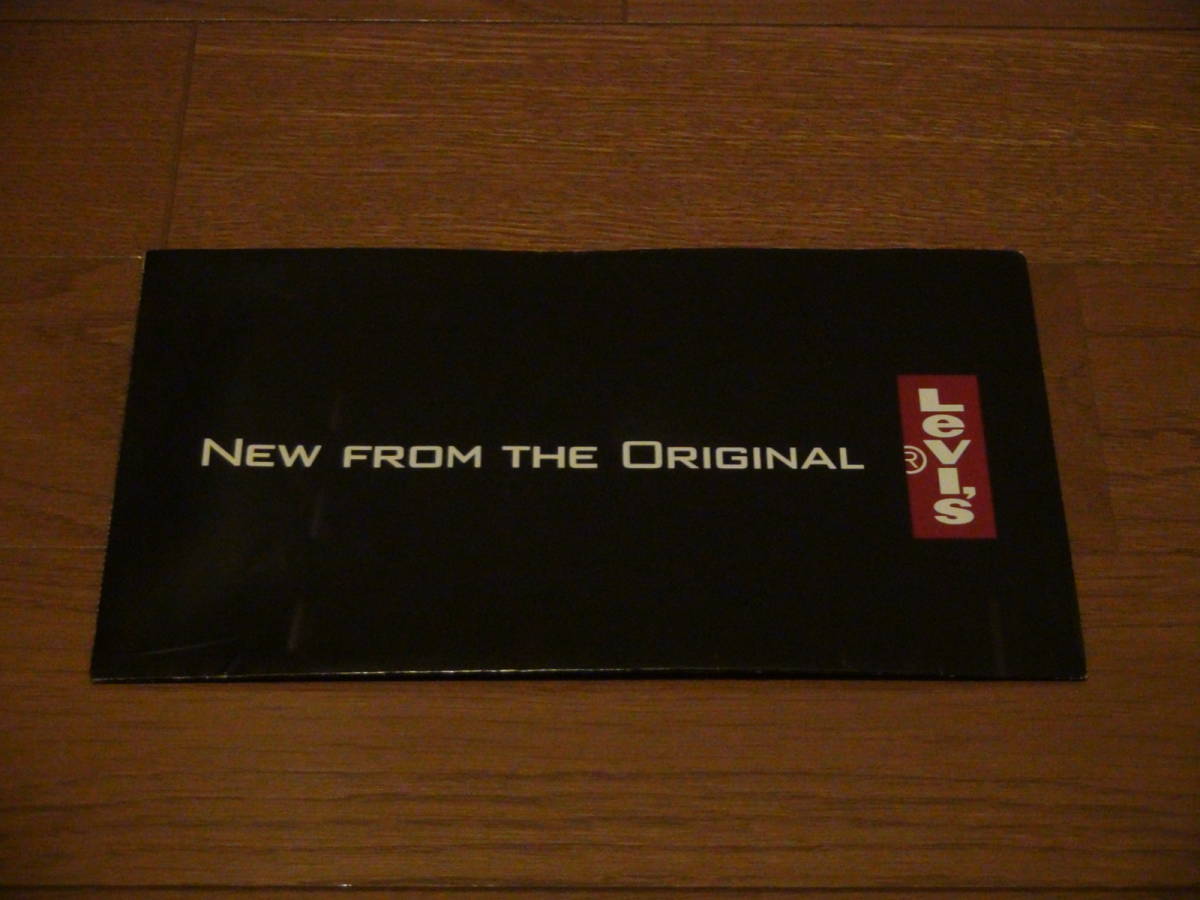 New from the Original
Levi's
®